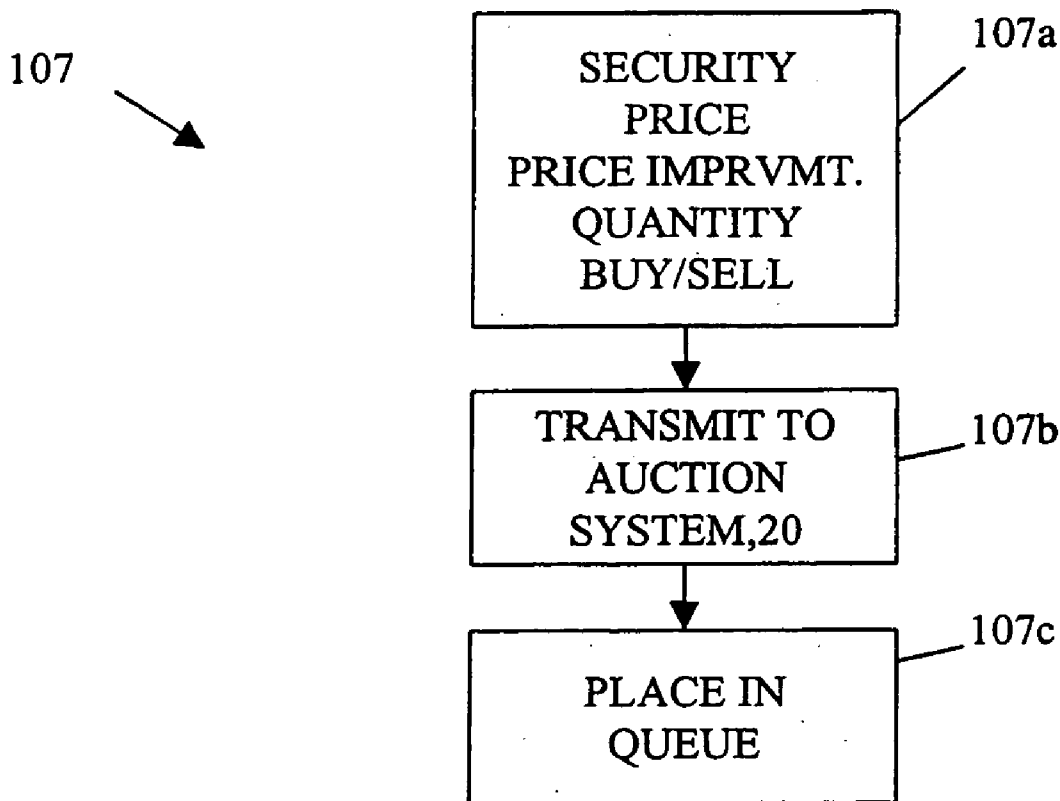 107
107a
SECURITY
PRICE
PRICE IMPRVMT.
QUANTITY
BUY/SELL
107b
TRANSMIT TO
AUCTION
SYSTEM,20
107c
PLACE IN
QUEUE